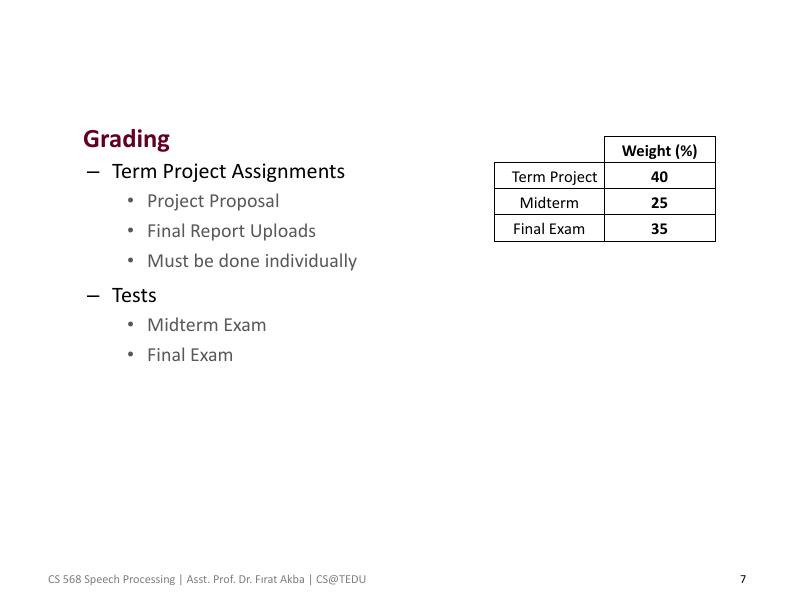 Grading
– Term Project Assignments
• Project Proposal
• Final Report Uploads
• Must be done individually
– Tests
• Midterm Exam
• Final Exam
Weight (%)
Term Project 40
Midterm 25
Final Exam 35
CS 568 Speech Processing | Asst. Prof. Dr. Fırat Akba | CS@TEDU
7